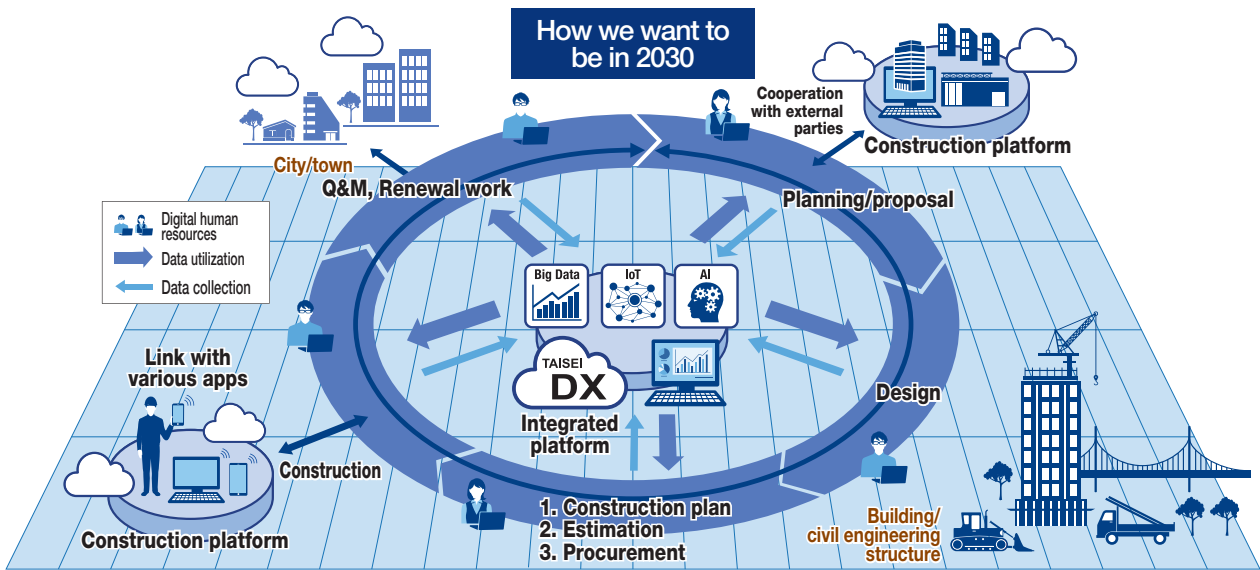 How we want to
be in 2030
Cooperation
with external
parties
Construction platform
City/town
Q&M, Renewal work
Planning/proposal
Digital human
resources
Data utilization
Data collection
Big Data
IoT
AI
TAISEI
DX
Integrated
platform
Link with
various apps
Design
Construction
Construction platform
1. Construction plan
2. Estimation
3. Procurement
Building/
civil engineering
structure